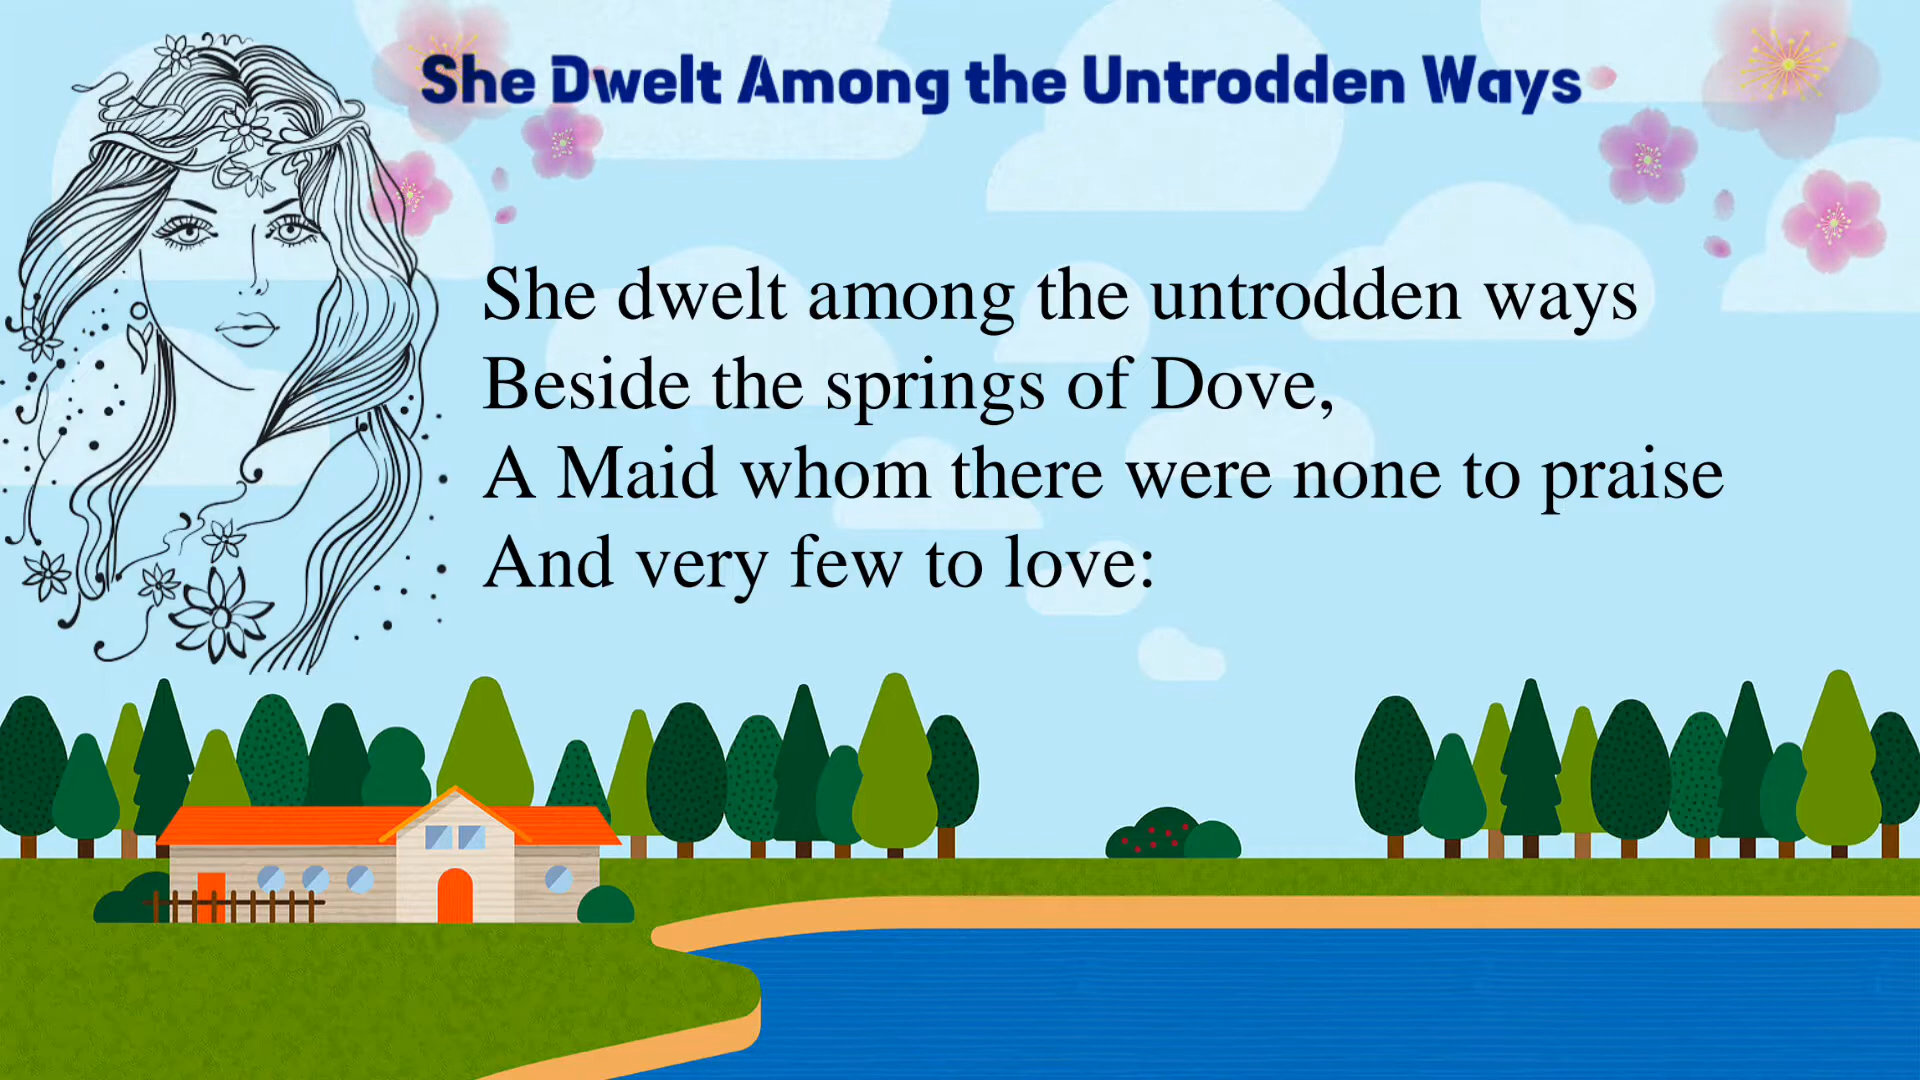 She Dwelt Among the Untrodden Ways
She dwelt among the untrodden ways
Beside the springs of Dove,
A Maid whom there were none to praise
And very few to love: